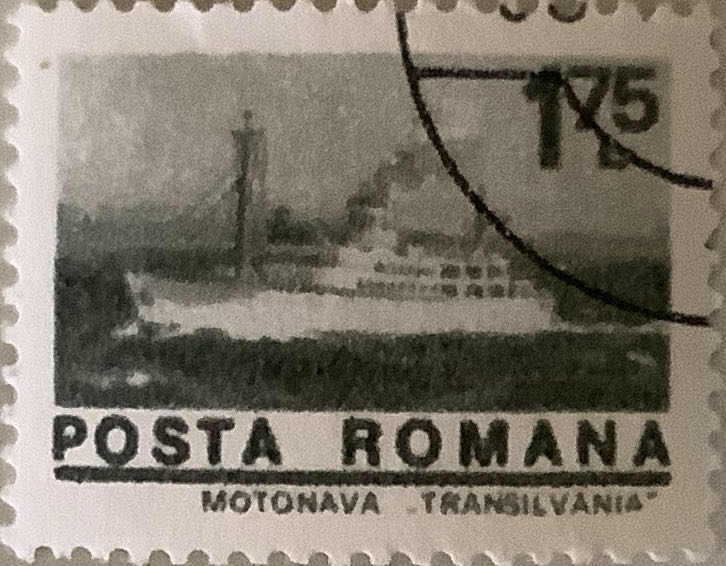 1 75 L
POSTA ROMANA
MOTONAVA „TRANSILVANIA”